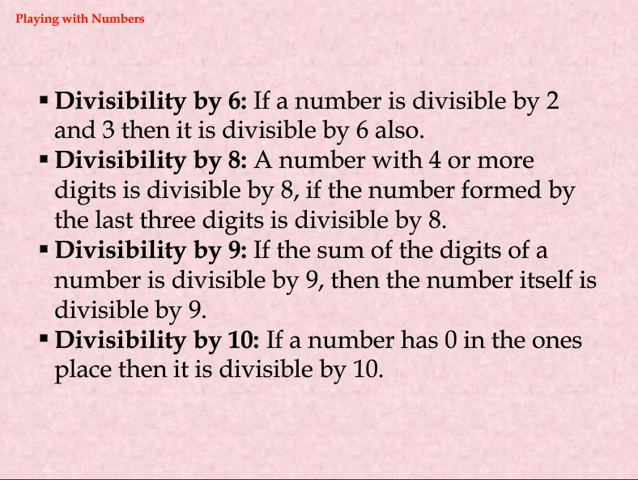 Playing with Numbers
▪ Divisibility by 6: If a number is divisible by 2
and 3 then it is divisible by 6 also.
▪ Divisibility by 8: A number with 4 or more
digits is divisible by 8, if the number formed by
the last three digits is divisible by 8.
▪ Divisibility by 9: If the sum of the digits of a
number is divisible by 9, then the number itself is
divisible by 9.
▪ Divisibility by 10: If a number has 0 in the ones
place then it is divisible by 10.